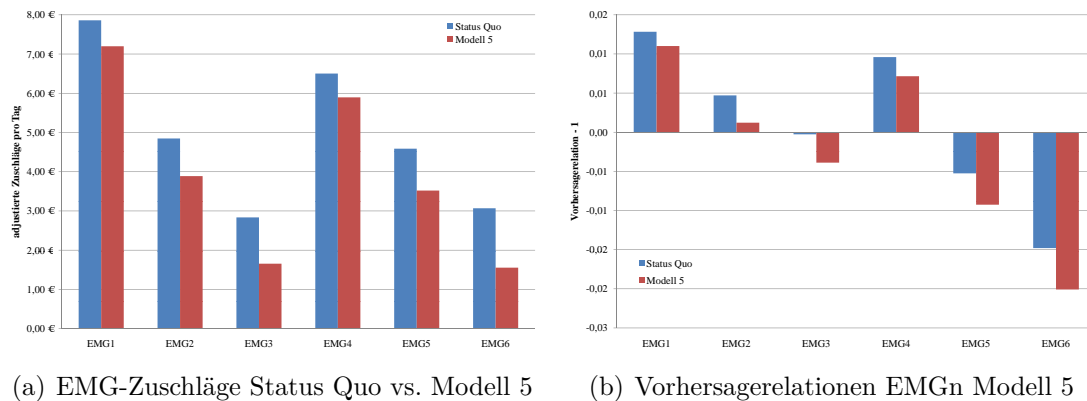 8,00 €
7,00 €
6,00 €
5,00 €
4,00 €
3,00 €
2,00 €
1,00 €
0,00 €
adjustierte Zuschläge pro Tag
Status Quo
Modell 5
EMG1 EMG2 EMG3 EMG4 EMG5 EMG6
(a) EMG-Zuschläge Status Quo vs. Modell 5
0,02
0,01
0,01
0,00
-0,01
-0,01
-0,02
-0,02
-0,03
Vorhersagerelation - 1
Status Quo
Modell 5
EMG1 EMG2 EMG3 EMG4 EMG5 EMG6
(b) Vorhersagerelationen EMGn Modell 5